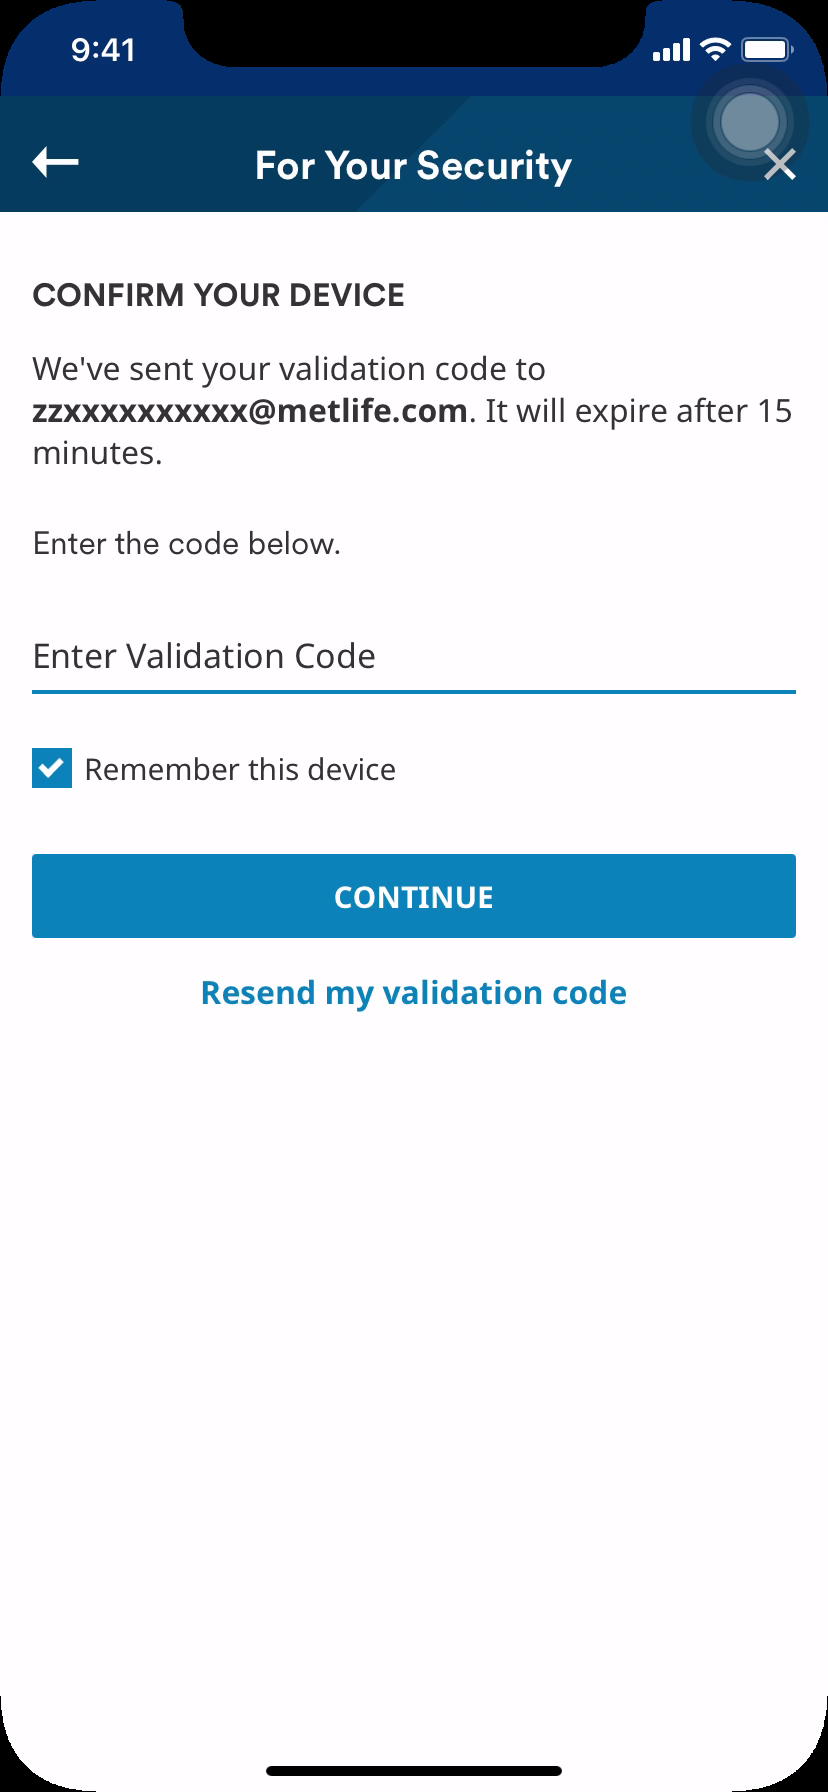 9:41
For Your Security
CONFIRM YOUR DEVICE
We've sent your validation code to
zzxxxxxxxxxx@metlife.com. It will expire after 15
minutes.
Enter the code below.
Enter Validation Code
Remember this device
CONTINUE
Resend my validation code